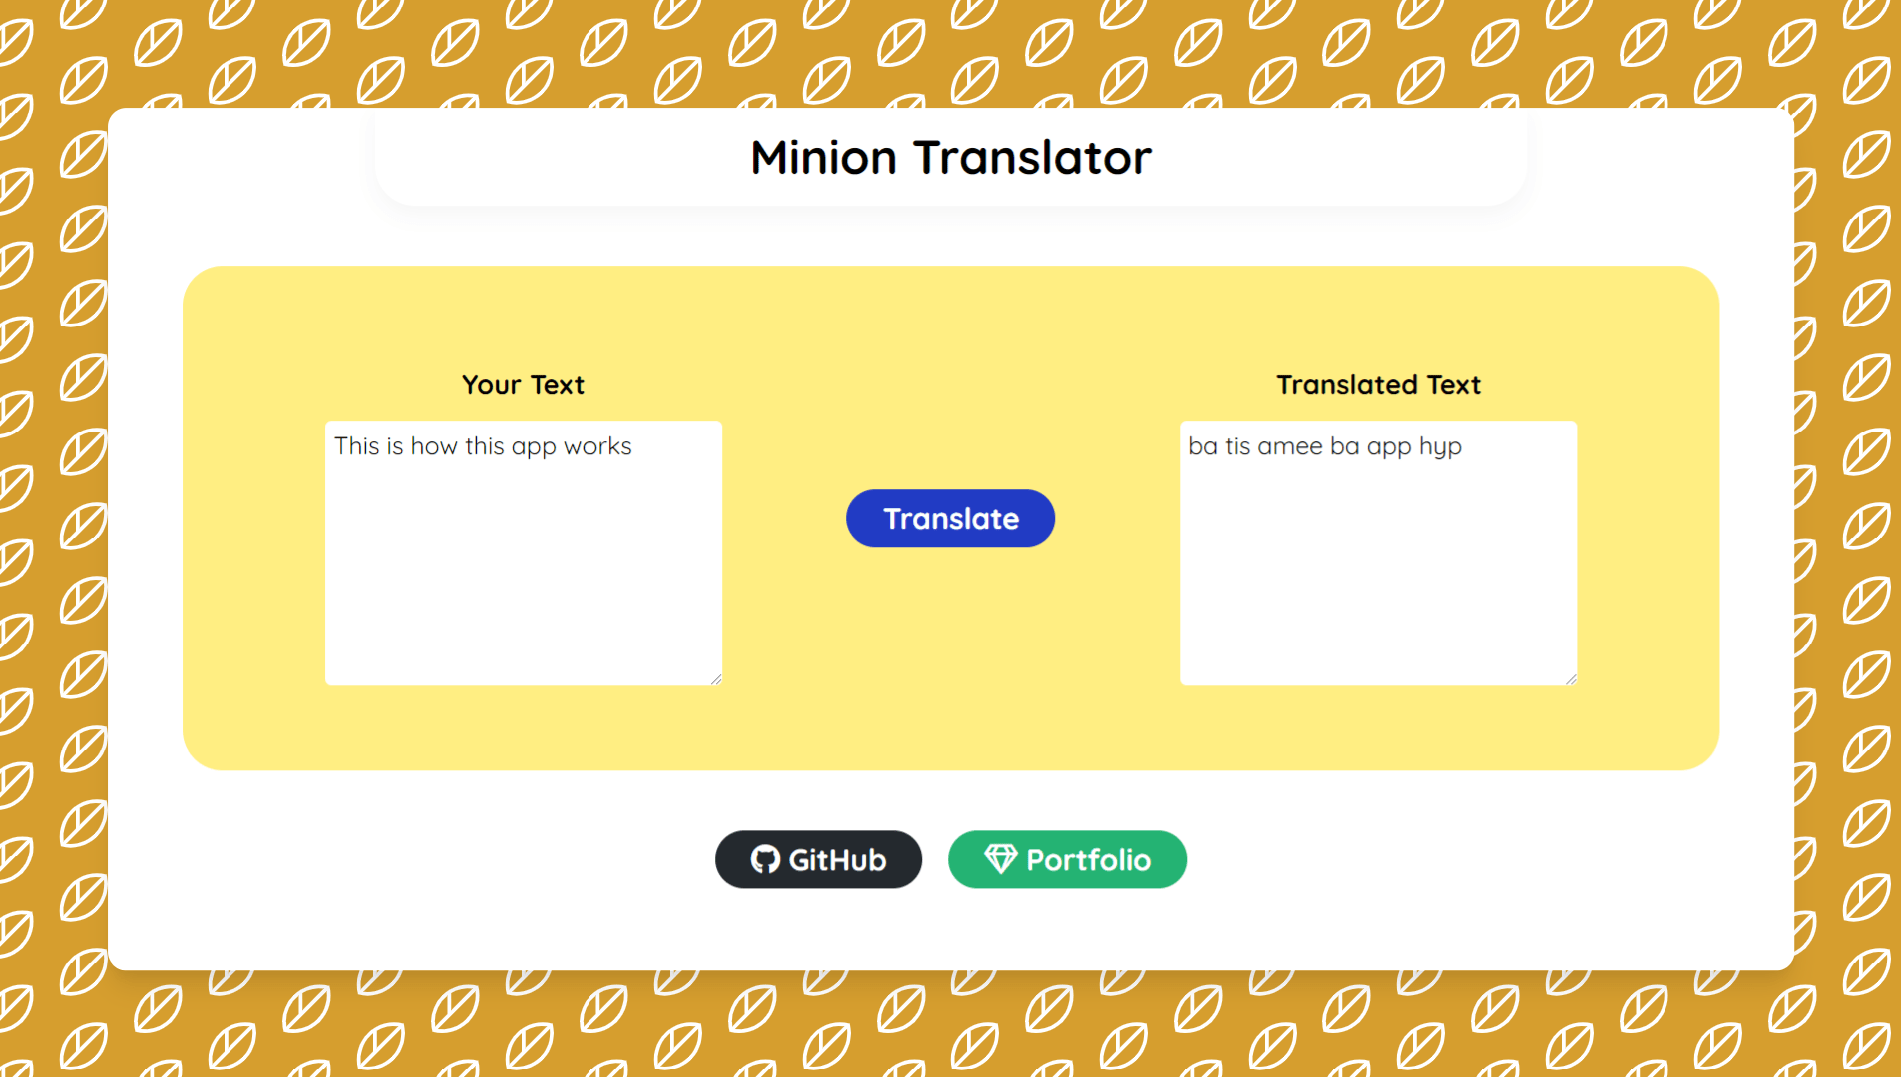 Minion Translator
Your Text
This is how this app works
Translate
Translated Text
ba tis amee ba app hyp
GitHub
Portfolio